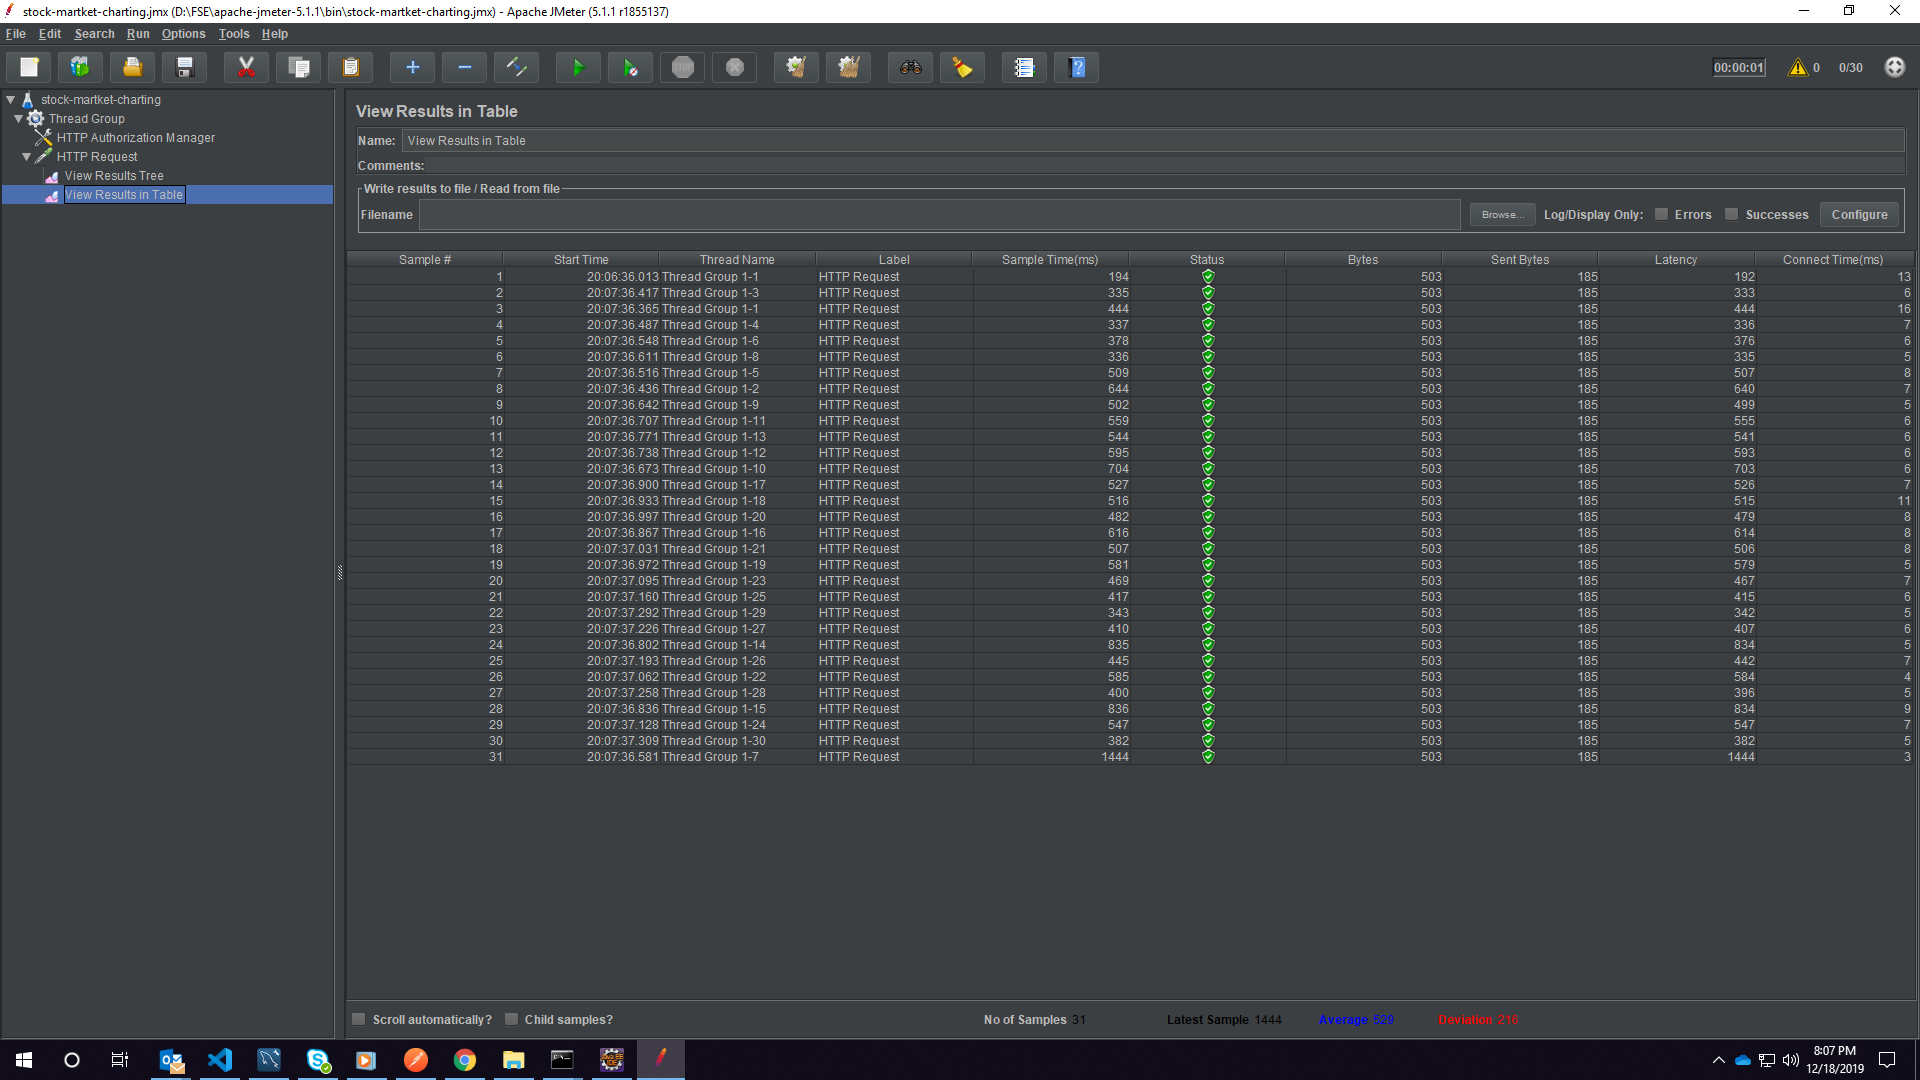 stock-martket-charting.jmx (D:\FSE\apache-jmeter-5.1.1\bin\stock-martket-charting.jmx) - Apache JMeter (5.1.1 r1855137)
File Edit Search Run Options Tools Help
00:00:01 0 0/30
stock-martket-charting
Thread Group
HTTP Authorization Manager
HTTP Request
View Results Tree
View Results in Table
View Results in Table
Name: View Results in Table
Comments:
Write results to file / Read from file
Filename Browse... Log/Display Only: Errors Successes Configure
Sample # Start Time Thread Name Label Sample Time(ms) Status Bytes Sent Bytes Latency Connect Time(ms)
1 20:06:36.013 Thread Group 1-1 HTTP Request 194 503 185 192 13
2 20:07:36.417 Thread Group 1-3 HTTP Request 335 503 185 333 6
3 20:07:36.365 Thread Group 1-1 HTTP Request 444 503 185 444 16
4 20:07:36.487 Thread Group 1-4 HTTP Request 337 503 185 336 7
5 20:07:36.548 Thread Group 1-6 HTTP Request 378 503 185 376 6
6 20:07:36.611 Thread Group 1-8 HTTP Request 336 503 185 335 5
7 20:07:36.516 Thread Group 1-5 HTTP Request 509 503 185 507 8
8 20:07:36.436 Thread Group 1-2 HTTP Request 644 503 185 640 7
9 20:07:36.642 Thread Group 1-9 HTTP Request 502 503 185 499 5
10 20:07:36.707 Thread Group 1-11 HTTP Request 559 503 185 555 6
11 20:07:36.771 Thread Group 1-13 HTTP Request 544 503 185 541 6
12 20:07:36.738 Thread Group 1-12 HTTP Request 595 503 185 593 6
13 20:07:36.673 Thread Group 1-10 HTTP Request 704 503 185 703 6
14 20:07:36.900 Thread Group 1-17 HTTP Request 527 503 185 526 7
15 20:07:36.933 Thread Group 1-18 HTTP Request 516 503 185 515 11
16 20:07:36.997 Thread Group 1-20 HTTP Request 482 503 185 479 8
17 20:07:36.867 Thread Group 1-16 HTTP Request 616 503 185 614 8
18 20:07:37.031 Thread Group 1-21 HTTP Request 507 503 185 506 8
19 20:07:36.972 Thread Group 1-19 HTTP Request 581 503 185 579 5
20 20:07:37.095 Thread Group 1-23 HTTP Request 469 503 185 467 7
21 20:07:37.160 Thread Group 1-25 HTTP Request 417 503 185 415 6
22 20:07:37.292 Thread Group 1-29 HTTP Request 343 503 185 342 5
23 20:07:37.226 Thread Group 1-27 HTTP Request 410 503 185 407 6
24 20:07:36.802 Thread Group 1-14 HTTP Request 835 503 185 834 5
25 20:07:37.193 Thread Group 1-26 HTTP Request 445 503 185 442 7
26 20:07:37.062 Thread Group 1-22 HTTP Request 585 503 185 584 4
27 20:07:37.258 Thread Group 1-28 HTTP Request 400 503 185 396 5
28 20:07:36.836 Thread Group 1-15 HTTP Request 836 503 185 834 9
29 20:07:37.128 Thread Group 1-24 HTTP Request 547 503 185 547 7
30 20:07:37.309 Thread Group 1-30 HTTP Request 382 503 185 382 5
31 20:07:36.581 Thread Group 1-7 HTTP Request 1444 503 185 1444 3
Scroll automatically? Child samples? No of Samples 31 Latest Sample 1444 Average 529 Deviation 216
8:07 PM
12/18/2019